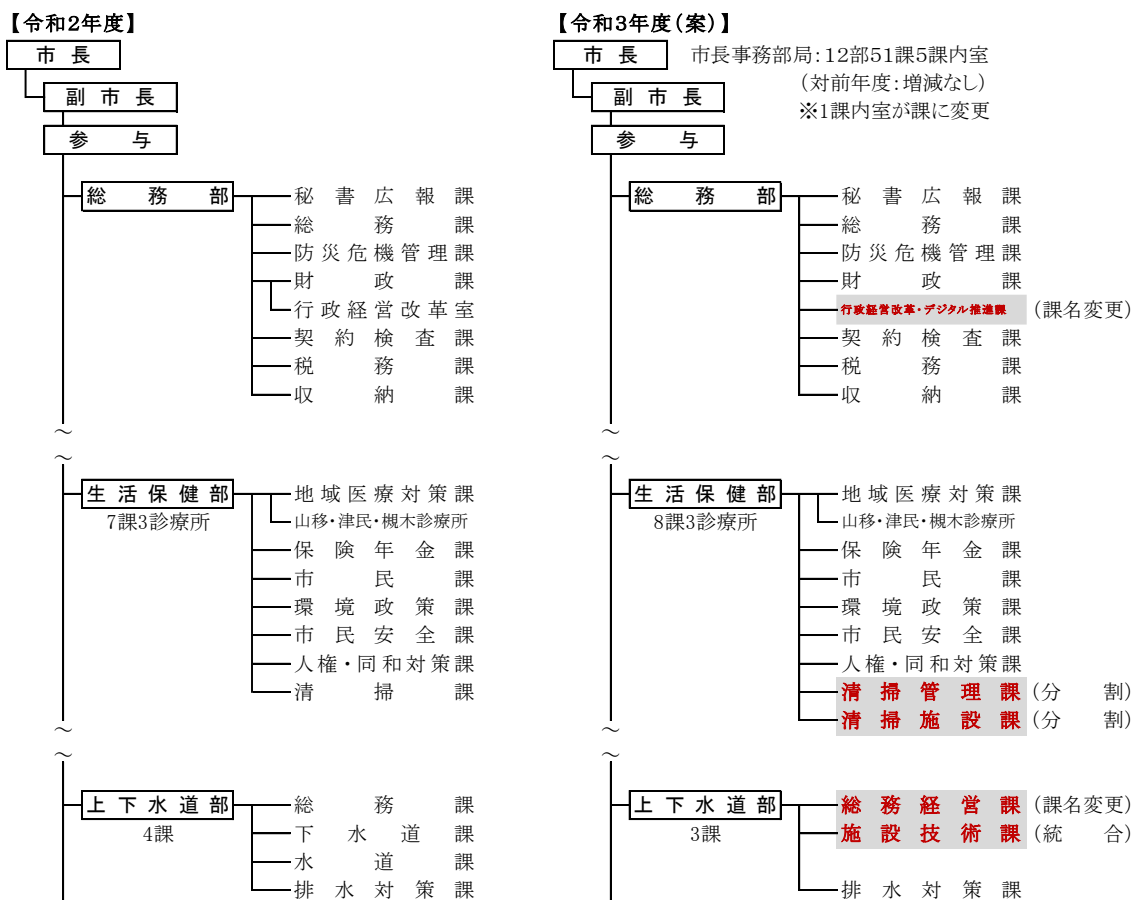 【令和2年度】
市長
副市長
参与
総務部
秘書広報課
総務課
防災危機管理課
財政課
行政経営改革室
契約検査課
税務課
収納課
～
～
生活保健部
7課3診療所
地域医療対策課
山移・津民・槻木診療所
保険年金課
市民課
環境政策課
市民安全課
人権・同和対策課
清掃課
～
～
上下水道部
4課
総務課
下水道課
水道課
排水対策課
【令和3年度(案)】
市長
市長事務部局：12部51課5課内室
(対前年度：増減なし)
※1課内室が課に変更
副市長
参与
総務部
秘書広報課
総務課
防災危機管理課
財政課
行政経営改革・デジタル推進課 (課名変更)
契約検査課
税務課
収納課
～
～
生活保健部
8課3診療所
地域医療対策課
山移・津民・槻木診療所
保険年金課
市民課
環境政策課
市民安全課
人権・同和対策課
清掃管理課 (分割)
清掃施設課 (分割)
～
～
上下水道部
3課
総務経営課 (課名変更)
施設技術課 (統合)
排水対策課